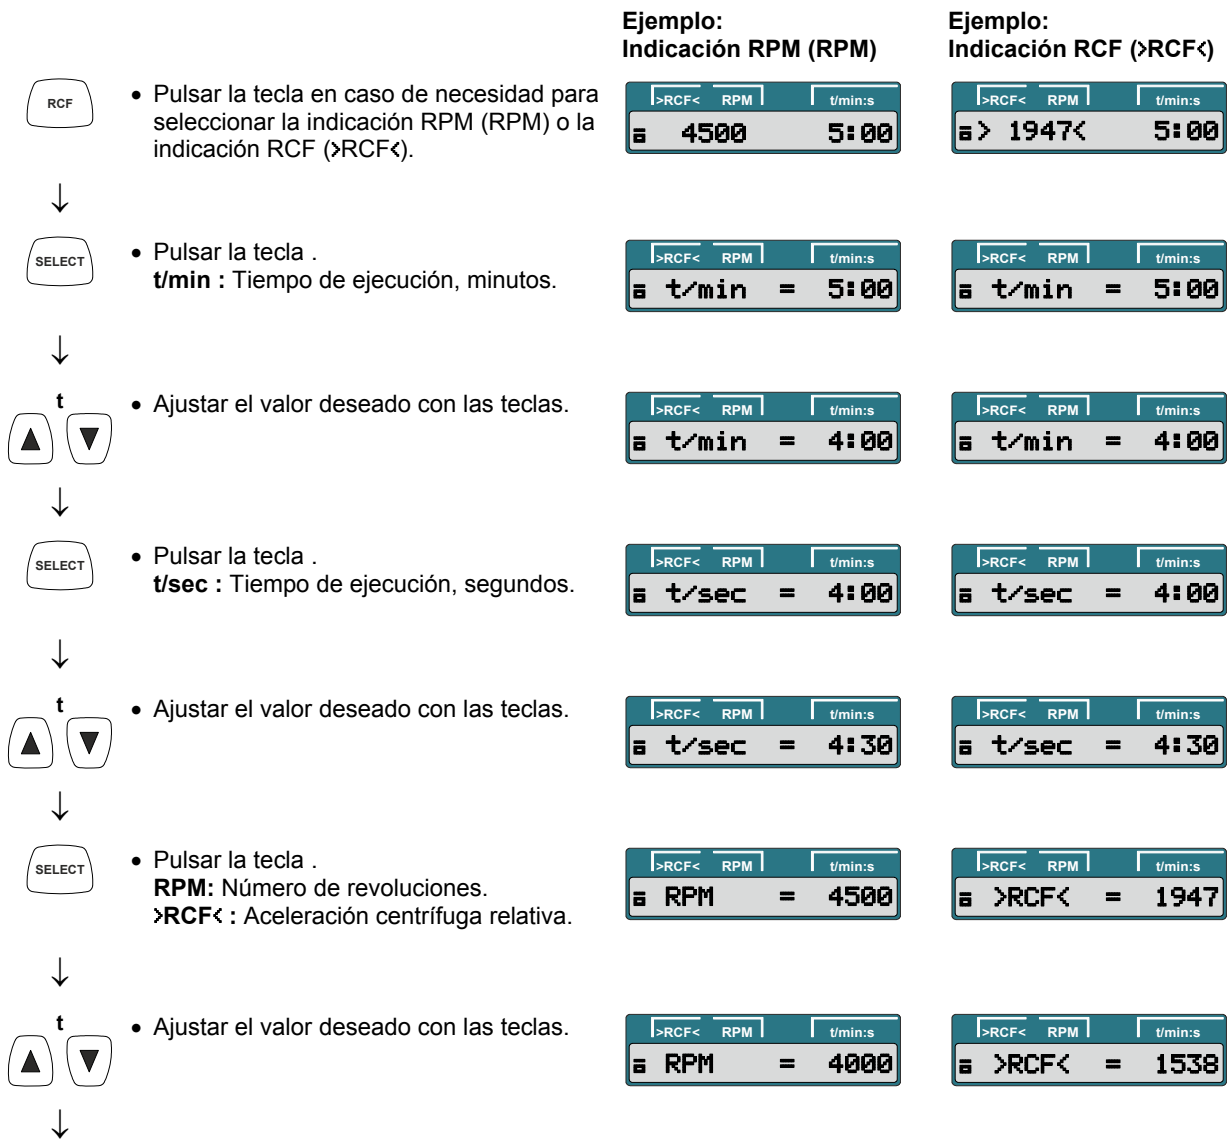 Ejemplo:
Indicación RPM (RPM)
Ejemplo:
Indicación RCF (>RCF<)
RCF
• Pulsar la tecla en caso de necesidad para
seleccionar la indicación RPM (RPM) o la
indicación RCF (>RCF<).
>RCF< RPM t/min:s
4500 5:00
>RCF< RPM t/min:s
> 1947< 5:00
↓
SELECT
• Pulsar la tecla .
t/min : Tiempo de ejecución, minutos.
>RCF< RPM t/min:s
t/min = 5:00
>RCF< RPM t/min:s
t/min = 5:00
↓
t
▲ ▼
• Ajustar el valor deseado con las teclas.
>RCF< RPM t/min:s
t/min = 4:00
>RCF< RPM t/min:s
t/min = 4:00
↓
SELECT
• Pulsar la tecla .
t/sec : Tiempo de ejecución, segundos.
>RCF< RPM t/min:s
t/sec = 4:00
>RCF< RPM t/min:s
t/sec = 4:00
↓
t
▲ ▼
• Ajustar el valor deseado con las teclas.
>RCF< RPM t/min:s
t/sec = 4:30
>RCF< RPM t/min:s
t/sec = 4:30
↓
SELECT
• Pulsar la tecla .
RPM: Número de revoluciones.
>RCF< : Aceleración centrífuga relativa.
>RCF< RPM t/min:s
RPM = 4500
>RCF< RPM t/min:s
>RCF< = 1947
↓
t
▲ ▼
• Ajustar el valor deseado con las teclas.
>RCF< RPM t/min:s
RPM = 4000
>RCF< RPM t/min:s
>RCF< = 1538
↓